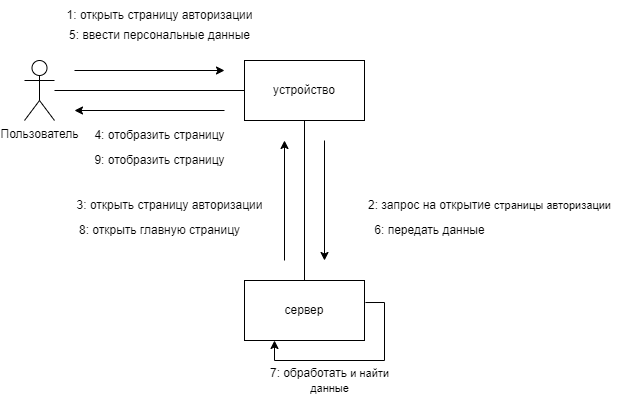 1: открыть страницу авторизации
5: ввести персональные данные
устройство
Пользователь
4: отобразить страницу
9: отобразить страницу
3: открыть страницу авторизации
8: открыть главную страницу
2: запрос на открытие страницы авторизации
6: передать данные
сервер
7: обработать и найти
данные